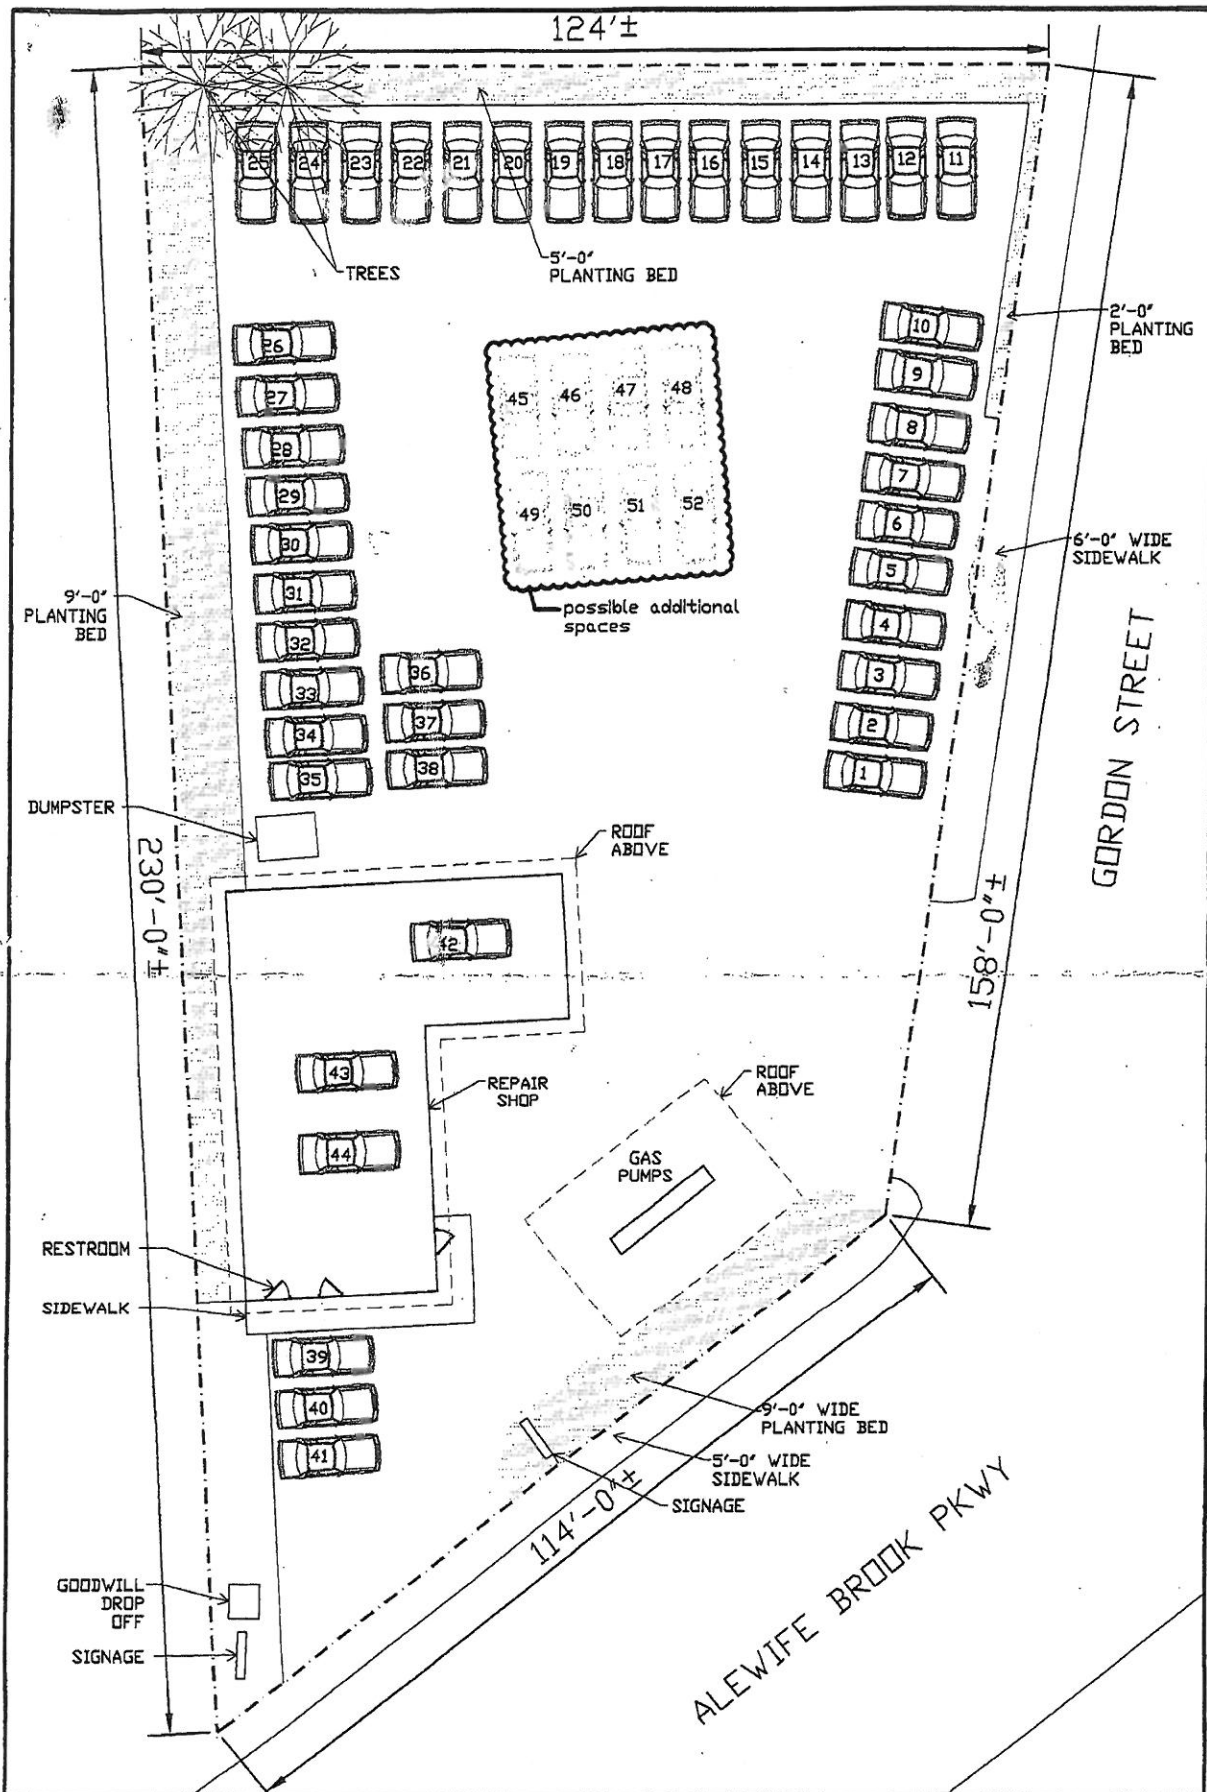 124'±
25 24 23 22 21 20 19 18 17 16 15 14 13 12 11
TREES
5'-0"
PLANTING BED
10
2'-0"
PLANTING
BED
26
9
27
45 46 47 48
8
28
7
29
49 50 51 52
6
30
6'-0" WIDE
SIDEWALK
5
31
9'-0"
PLANTING
BED
possible additional
spaces
4
32
36
3
33
37
2
34
38
1
35
GORDON STREET
DUMPSTER
ROOF
ABOVE
230'-0"±
42
158'-0"±
43
REPAIR
SHOP
ROOF
ABOVE
44
GAS
PUMPS
RESTROOM
SIDEWALK
39
40
41
9'-0" WIDE
PLANTING BED
5'-0" WIDE
SIDEWALK
SIGNAGE
114'-0"±
ALEWIFE BROOK PKWY
GOODWILL
DROP
OFF
SIGNAGE